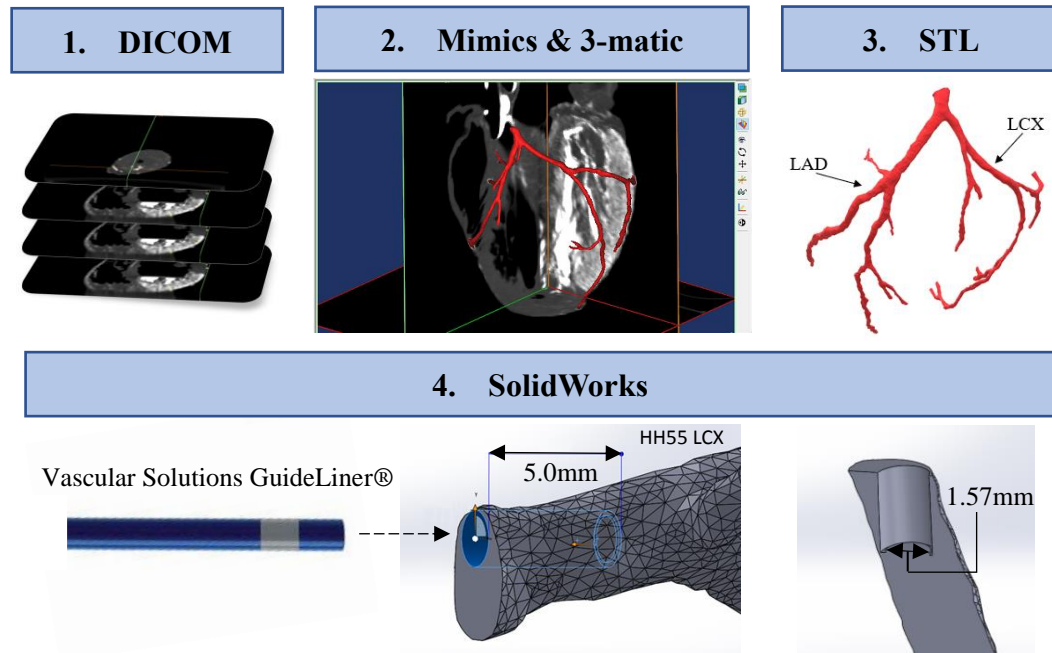 1. DICOM
2. Mimics & 3-matic
3. STL
LCX
LAD
4. SolidWorks
Vascular Solutions GuideLiner®
HH55 LCX
5.0mm
1.57mm